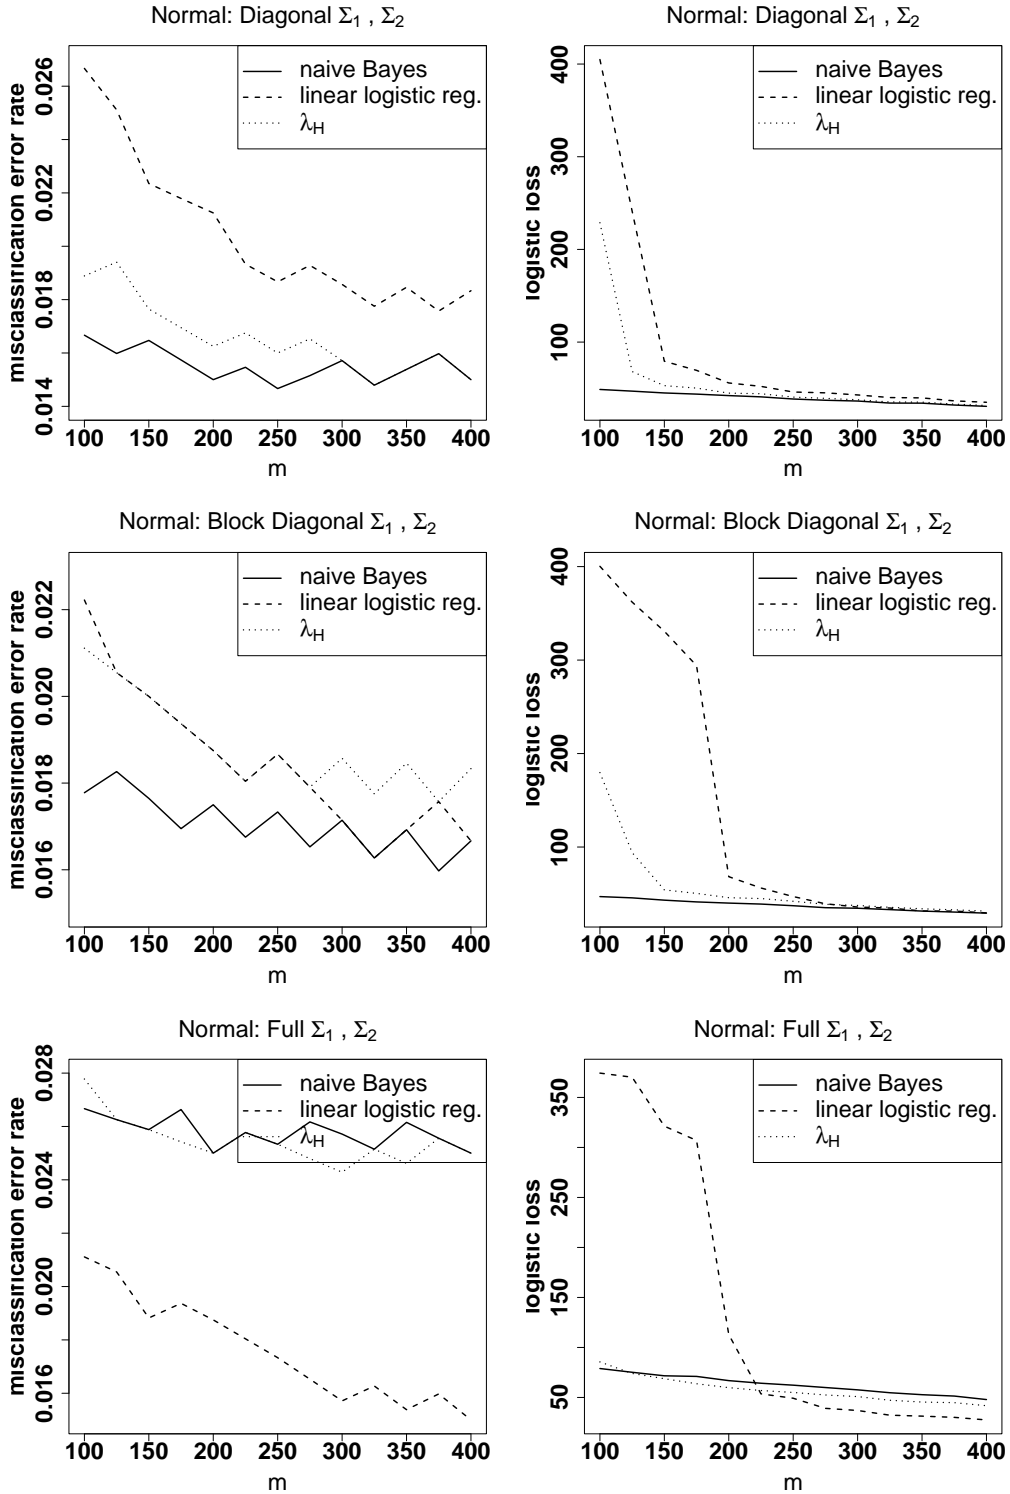 Normal: Diagonal Σ1 , Σ2
misclassification error rate
0.026
0.022
0.018
0.014
naive Bayes
linear logistic reg.
λH
100 150 200 250 300 350 400
m
Normal: Diagonal Σ1 , Σ2
logistic loss
400
300
200
100
naive Bayes
linear logistic reg.
λH
100 150 200 250 300 350 400
m
Normal: Block Diagonal Σ1 , Σ2
misclassification error rate
0.022
0.020
0.018
0.016
naive Bayes
linear logistic reg.
λH
100 150 200 250 300 350 400
m
Normal: Block Diagonal Σ1 , Σ2
logistic loss
400
300
200
100
naive Bayes
linear logistic reg.
λH
100 150 200 250 300 350 400
m
Normal: Full Σ1 , Σ2
misclassification error rate
0.028
0.024
0.020
0.016
naive Bayes
linear logistic reg.
λH
100 150 200 250 300 350 400
m
Normal: Full Σ1 , Σ2
logistic loss
350
250
150
50
naive Bayes
linear logistic reg.
λH
100 150 200 250 300 350 400
m